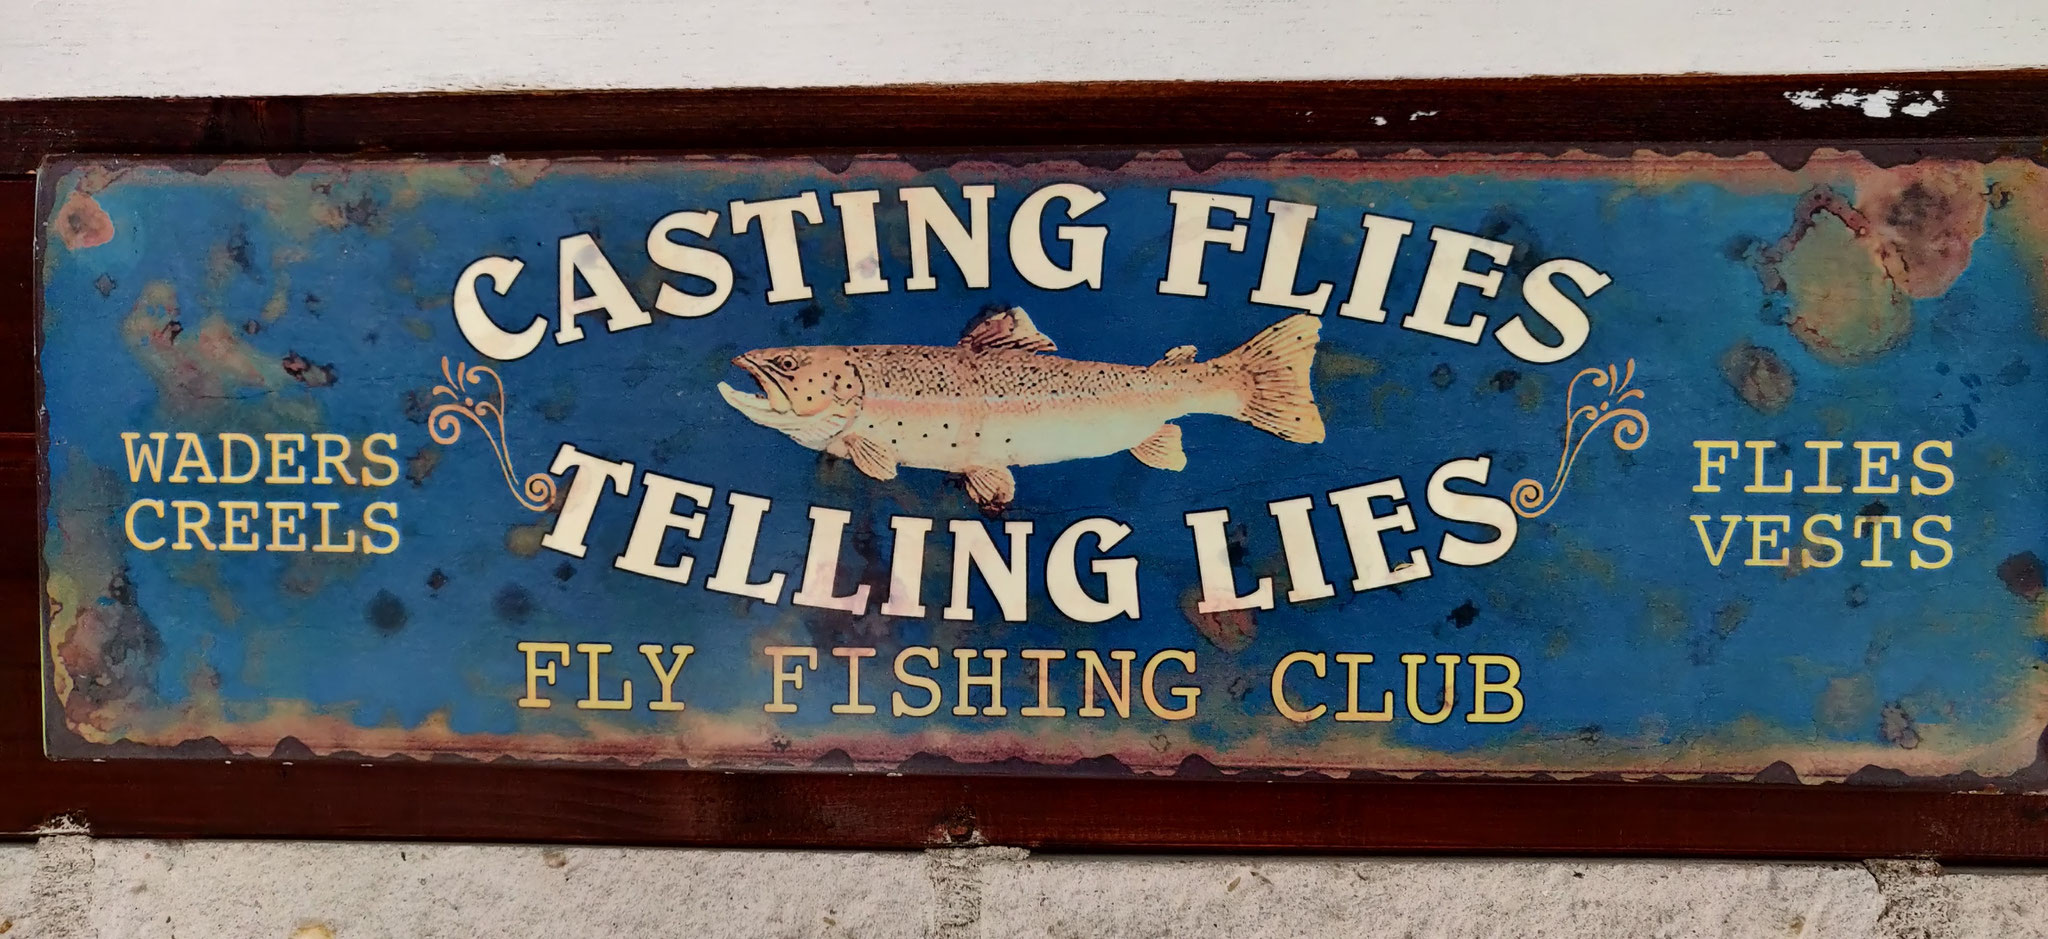 CASTING FLIES
TELLING LIES
FLY FISHING CLUB
WADERS
CREELS
FLIES
VESTS